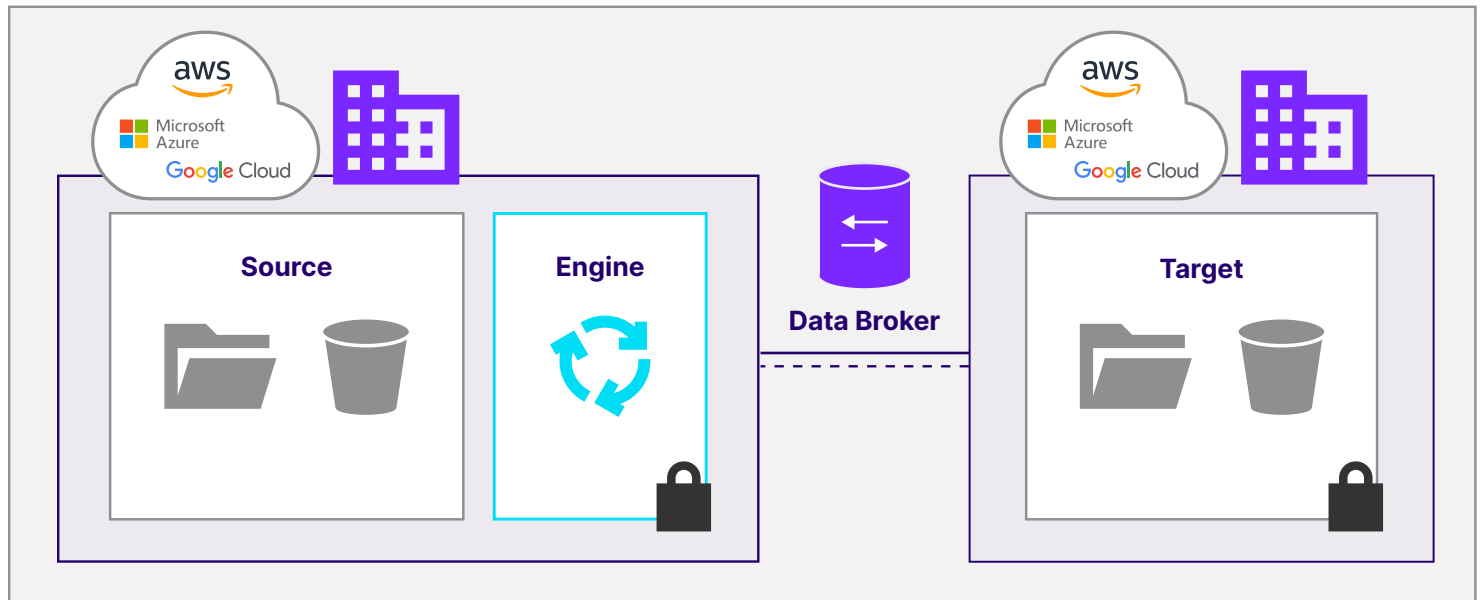 aws
Microsoft
Azure
Google Cloud
Source
Engine
Data Broker
aws
Microsoft
Azure
Google Cloud
Target